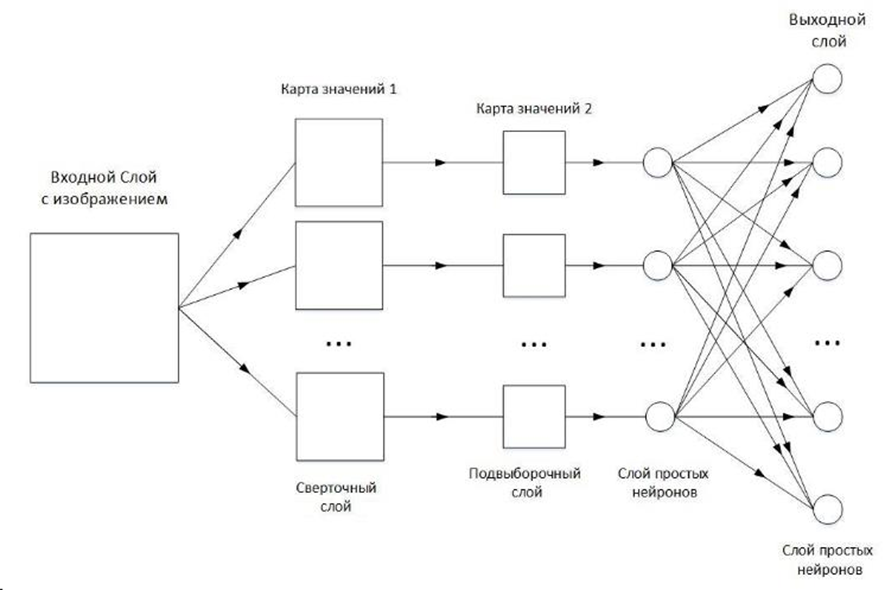 Выходной
слой
Карта значений 1
Карта значений 2
Входной Слой
с изображением
...
...
...
...
Сверточный
слой
Подвыборочный
слой
Слой простых
нейронов
Слой простых
нейронов